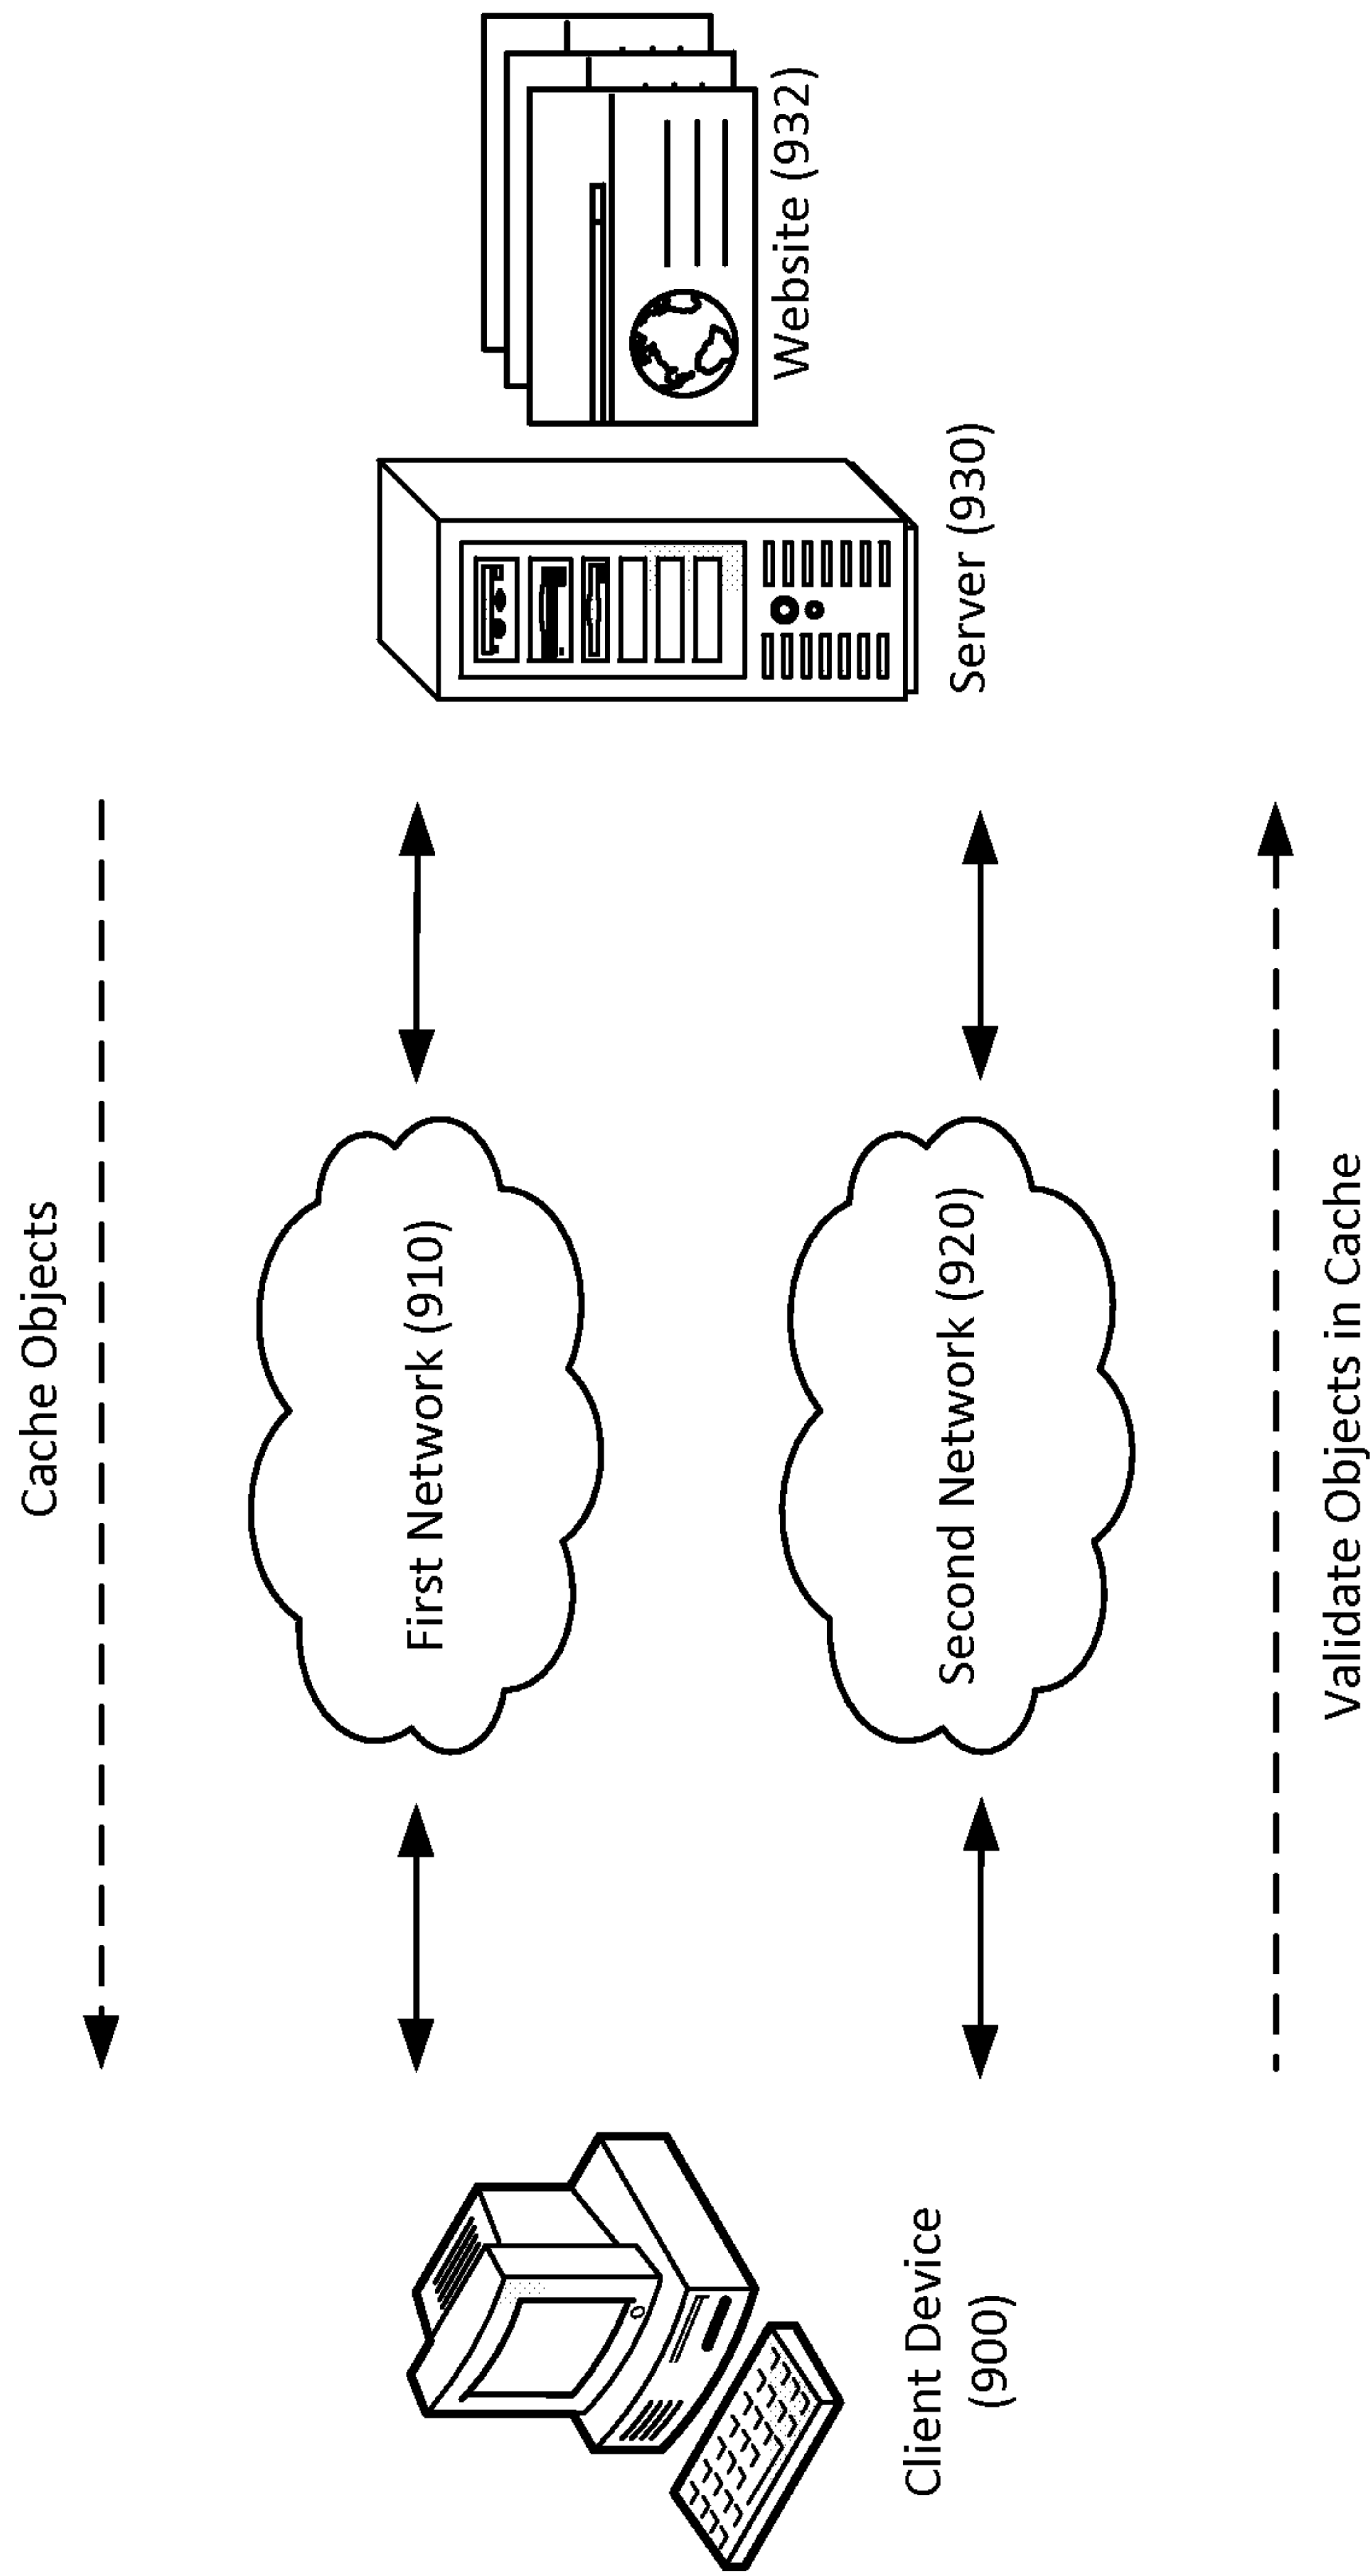 Cache Objects
First Network (910)
Second Network (920)
Validate Objects in Cache
Client Device
(900)
Server (930)
Website (932)